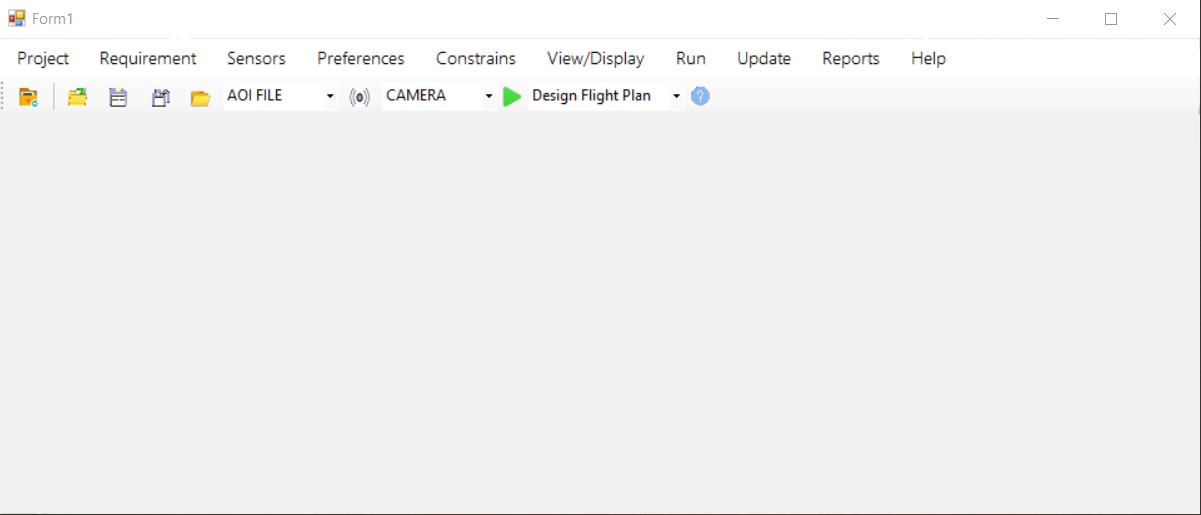 Form1
Project Requirement Sensors Preferences Constrains View/Display Run Update Reports Help
AOI FILE CAMERA Design Flight Plan ?